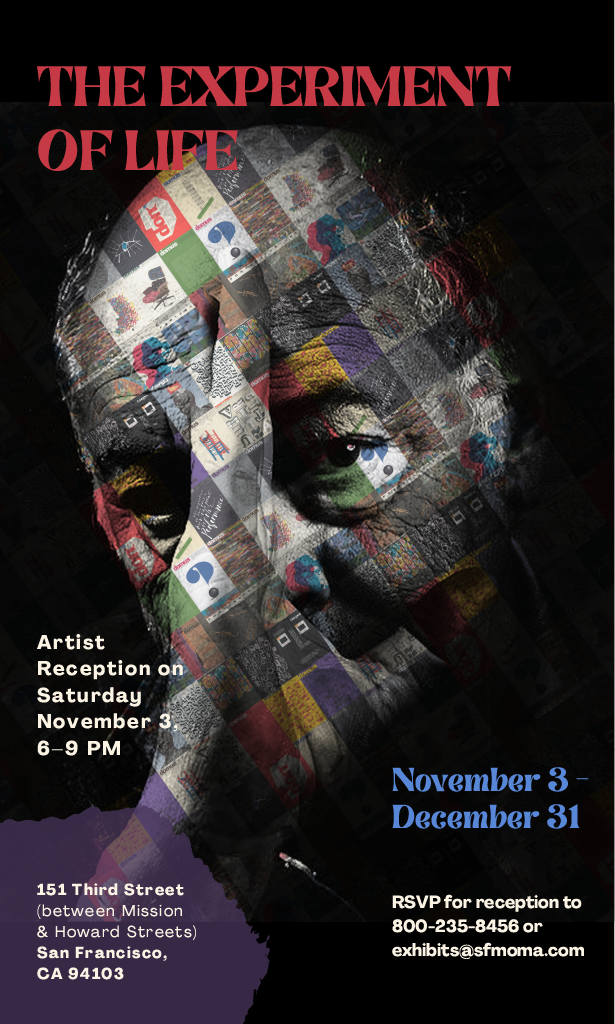 THE EXPERIMENT
OF LIFE
Artist
Reception on
Saturday
November 3,
6–9 PM
November 3 –
December 31
151 Third Street
(between Mission
& Howard Streets)
San Francisco,
CA 94103
RSVP for reception to
800-235-8456 or
exhibits@sfmoma.com